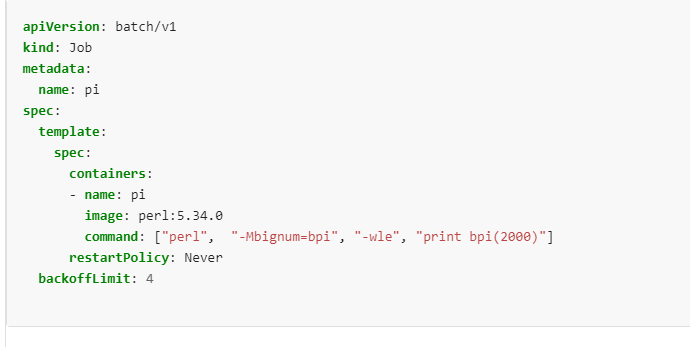 apiVersion: batch/v1
kind: Job
metadata:
  name: pi
spec:
  template:
    spec:
      containers:
      - name: pi
        image: perl:5.34.0
        command: ["perl",  "-Mbignum=bpi", "-wle", "print bpi(2000)"]
      restartPolicy: Never
  backoffLimit: 4